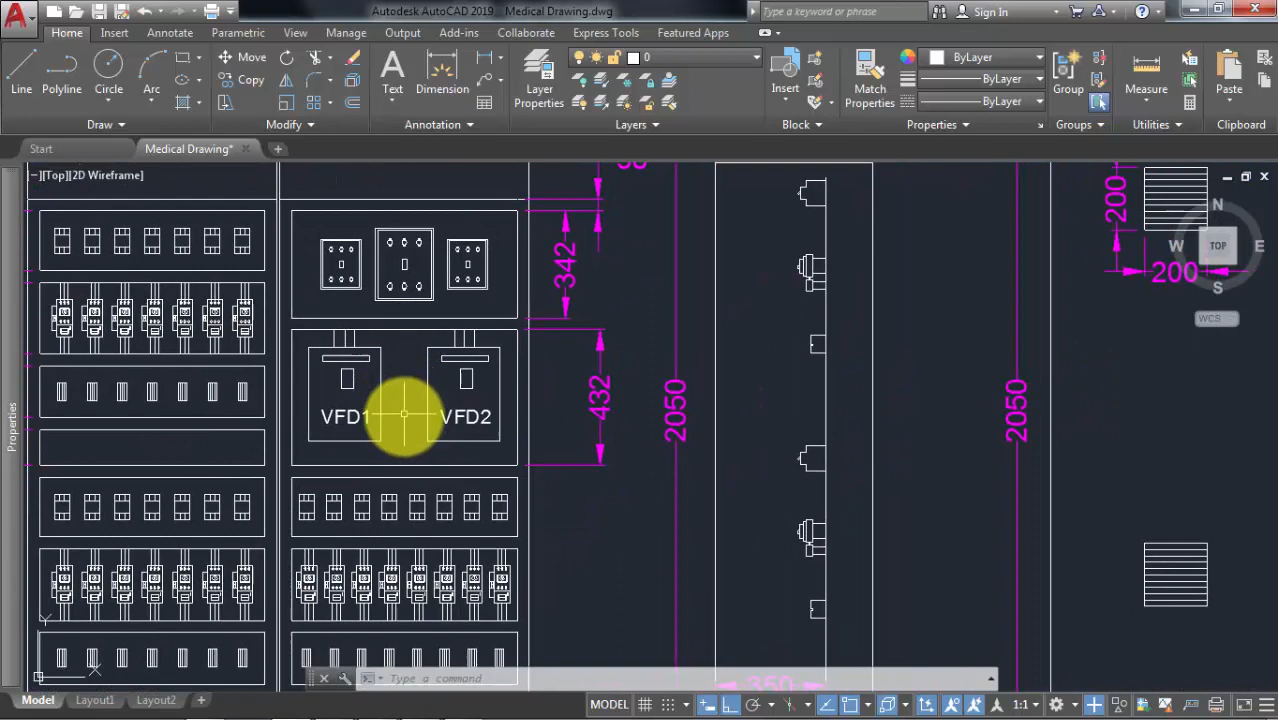 Autodesk AutoCAD 2019 Medical Drawing.dwg
Type a keyword or phrase
Sign In
Home Insert Annotate Parametric View Manage Output Add-ins Collaborate Express Tools Featured Apps
Line
Polyline
Circle
Arc
Move
Copy
Text
Dimension
Layer
Properties
0
Insert
Match
Properties
ByLayer
ByLayer
ByLayer
Group
Measure
Paste
Draw
Modify
Annotation
Layers
Block
Properties
Groups
Utilities
Clipboard
Start
Medical Drawing*
[Top][2D Wireframe]
342
432
2050
2050
200
200
N
W
TOP
E
S
WCS
VFD1
VFD2
350
Properties
Y
X
Type a command
Model
Layout1
Layout2
MODEL
1:1